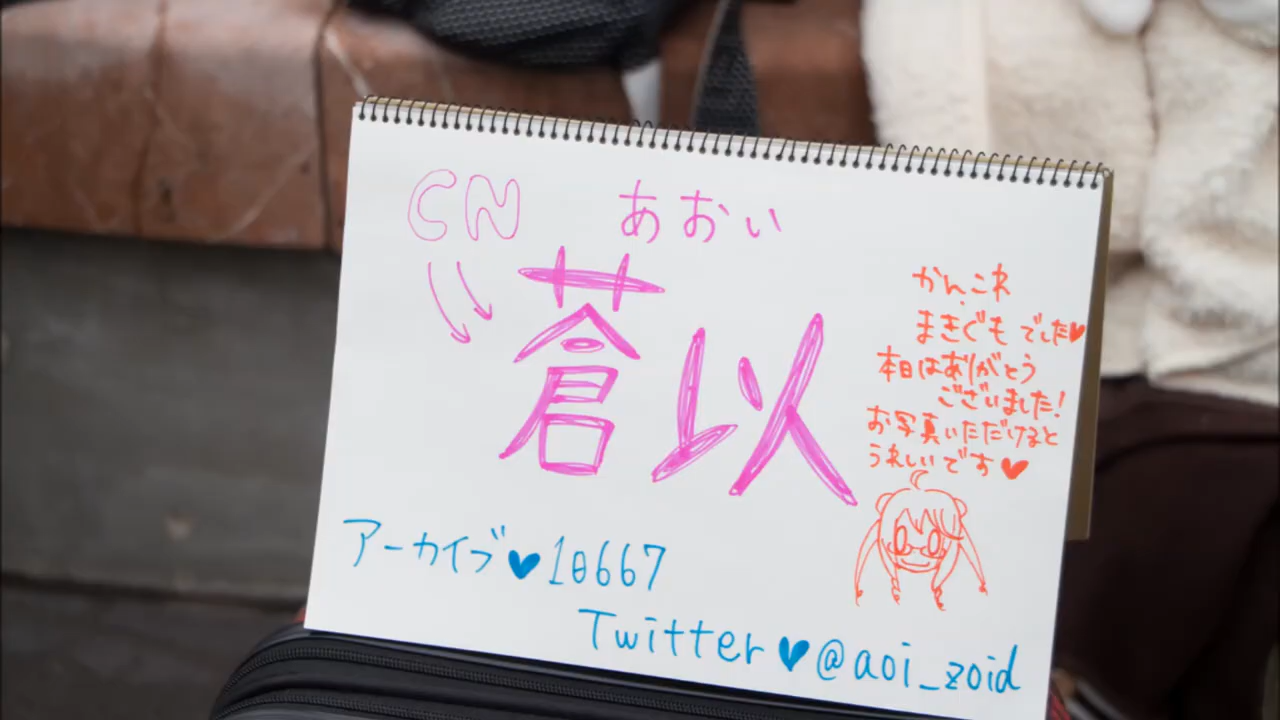 CN
あおい
蒼以
かんこれ
まきぐもでした♥
本日はありがとう
ございました!
お写真いただけると
うれしいです♥
アーカイブ♥10667
Twitter♥@aoi_zoid